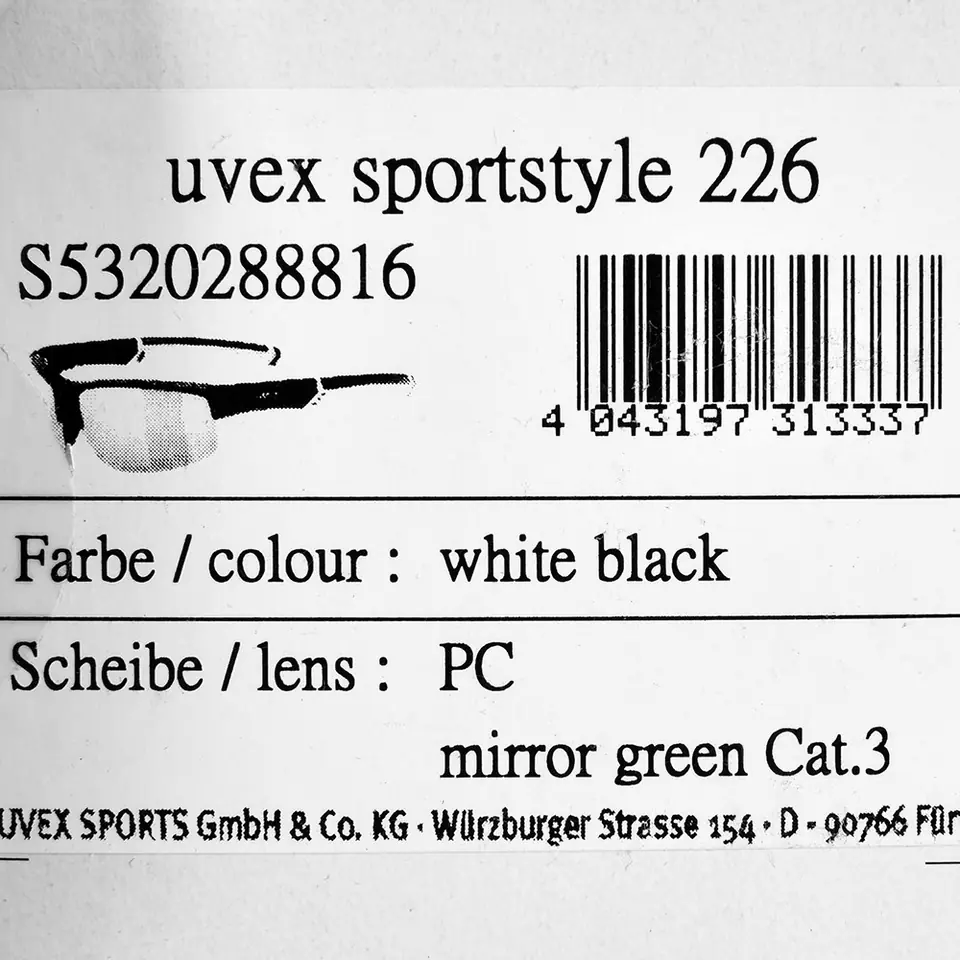 uvex sportstyle 226
S5320288816
4 043197 313337
Farbe / colour : white black
Scheibe / lens : PC
mirror green Cat.3
UVEX SPORTS GmbH & Co. KG · Würzburger Strasse 154 · D - 90766 Für